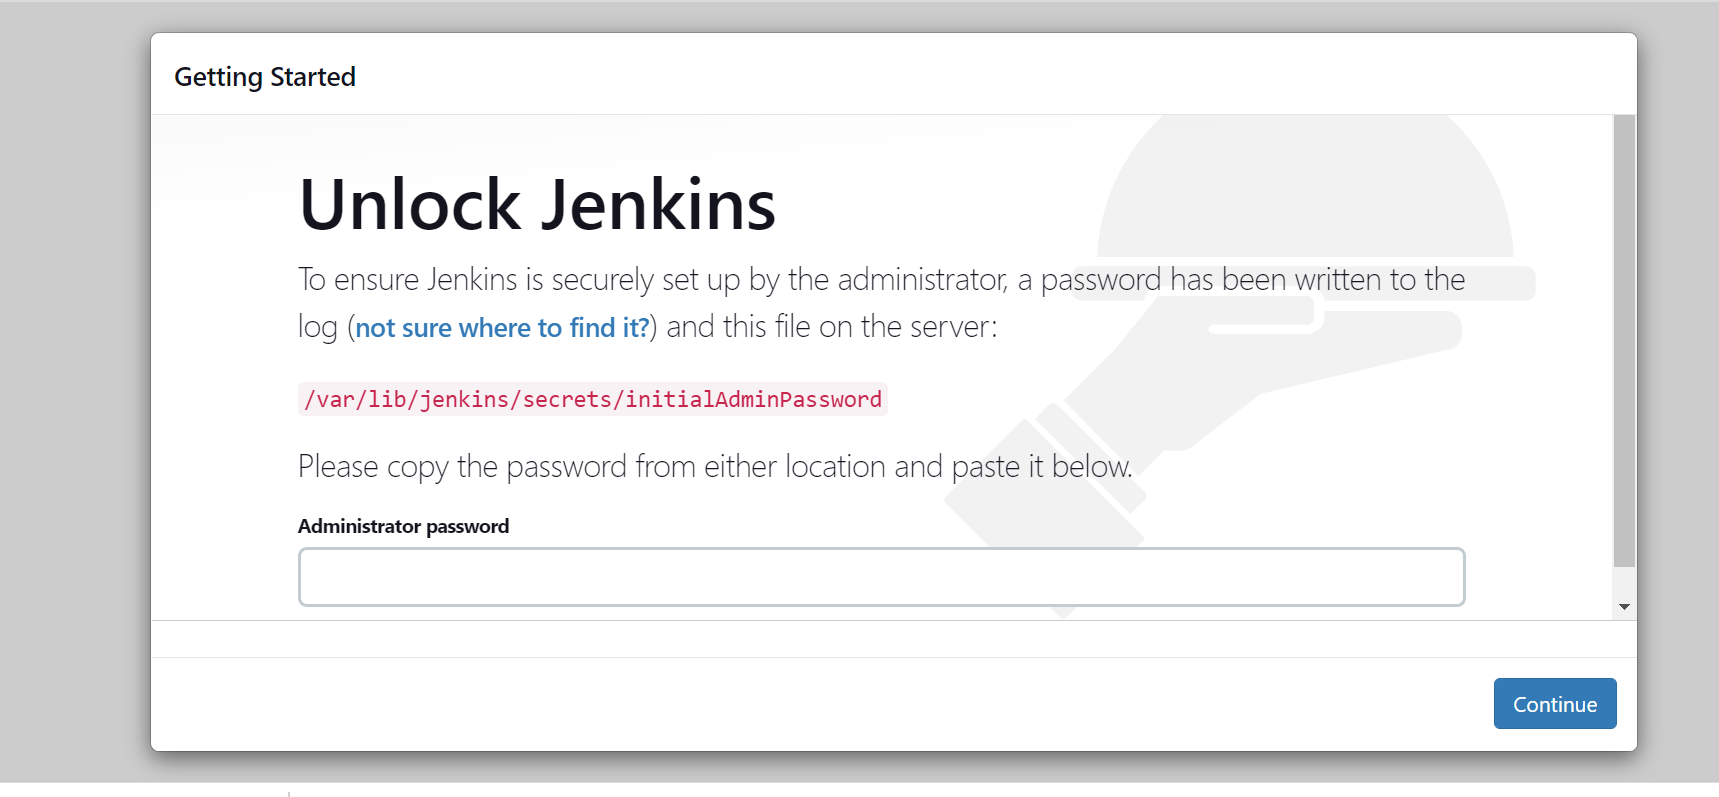 Getting Started
Unlock Jenkins
To ensure Jenkins is securely set up by the administrator, a password has been written to the
log (not sure where to find it?) and this file on the server:
/var/lib/jenkins/secrets/initialAdminPassword
Please copy the password from either location and paste it below.
Administrator password
Continue